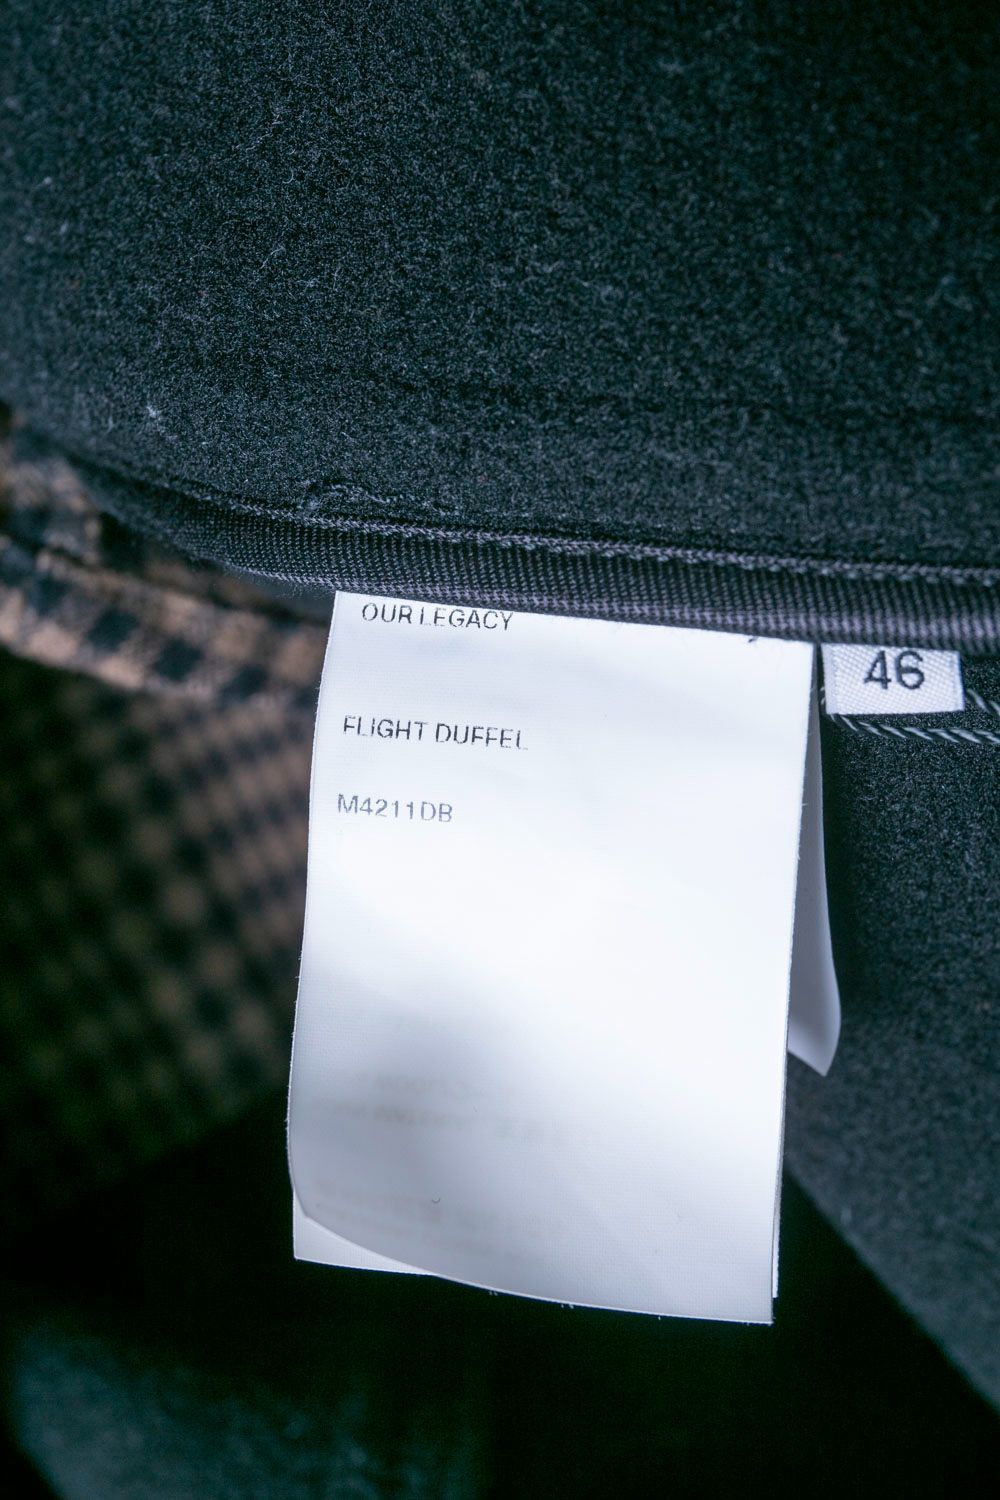 OUR LEGACY
46
FLIGHT DUFFEL
M4211DB